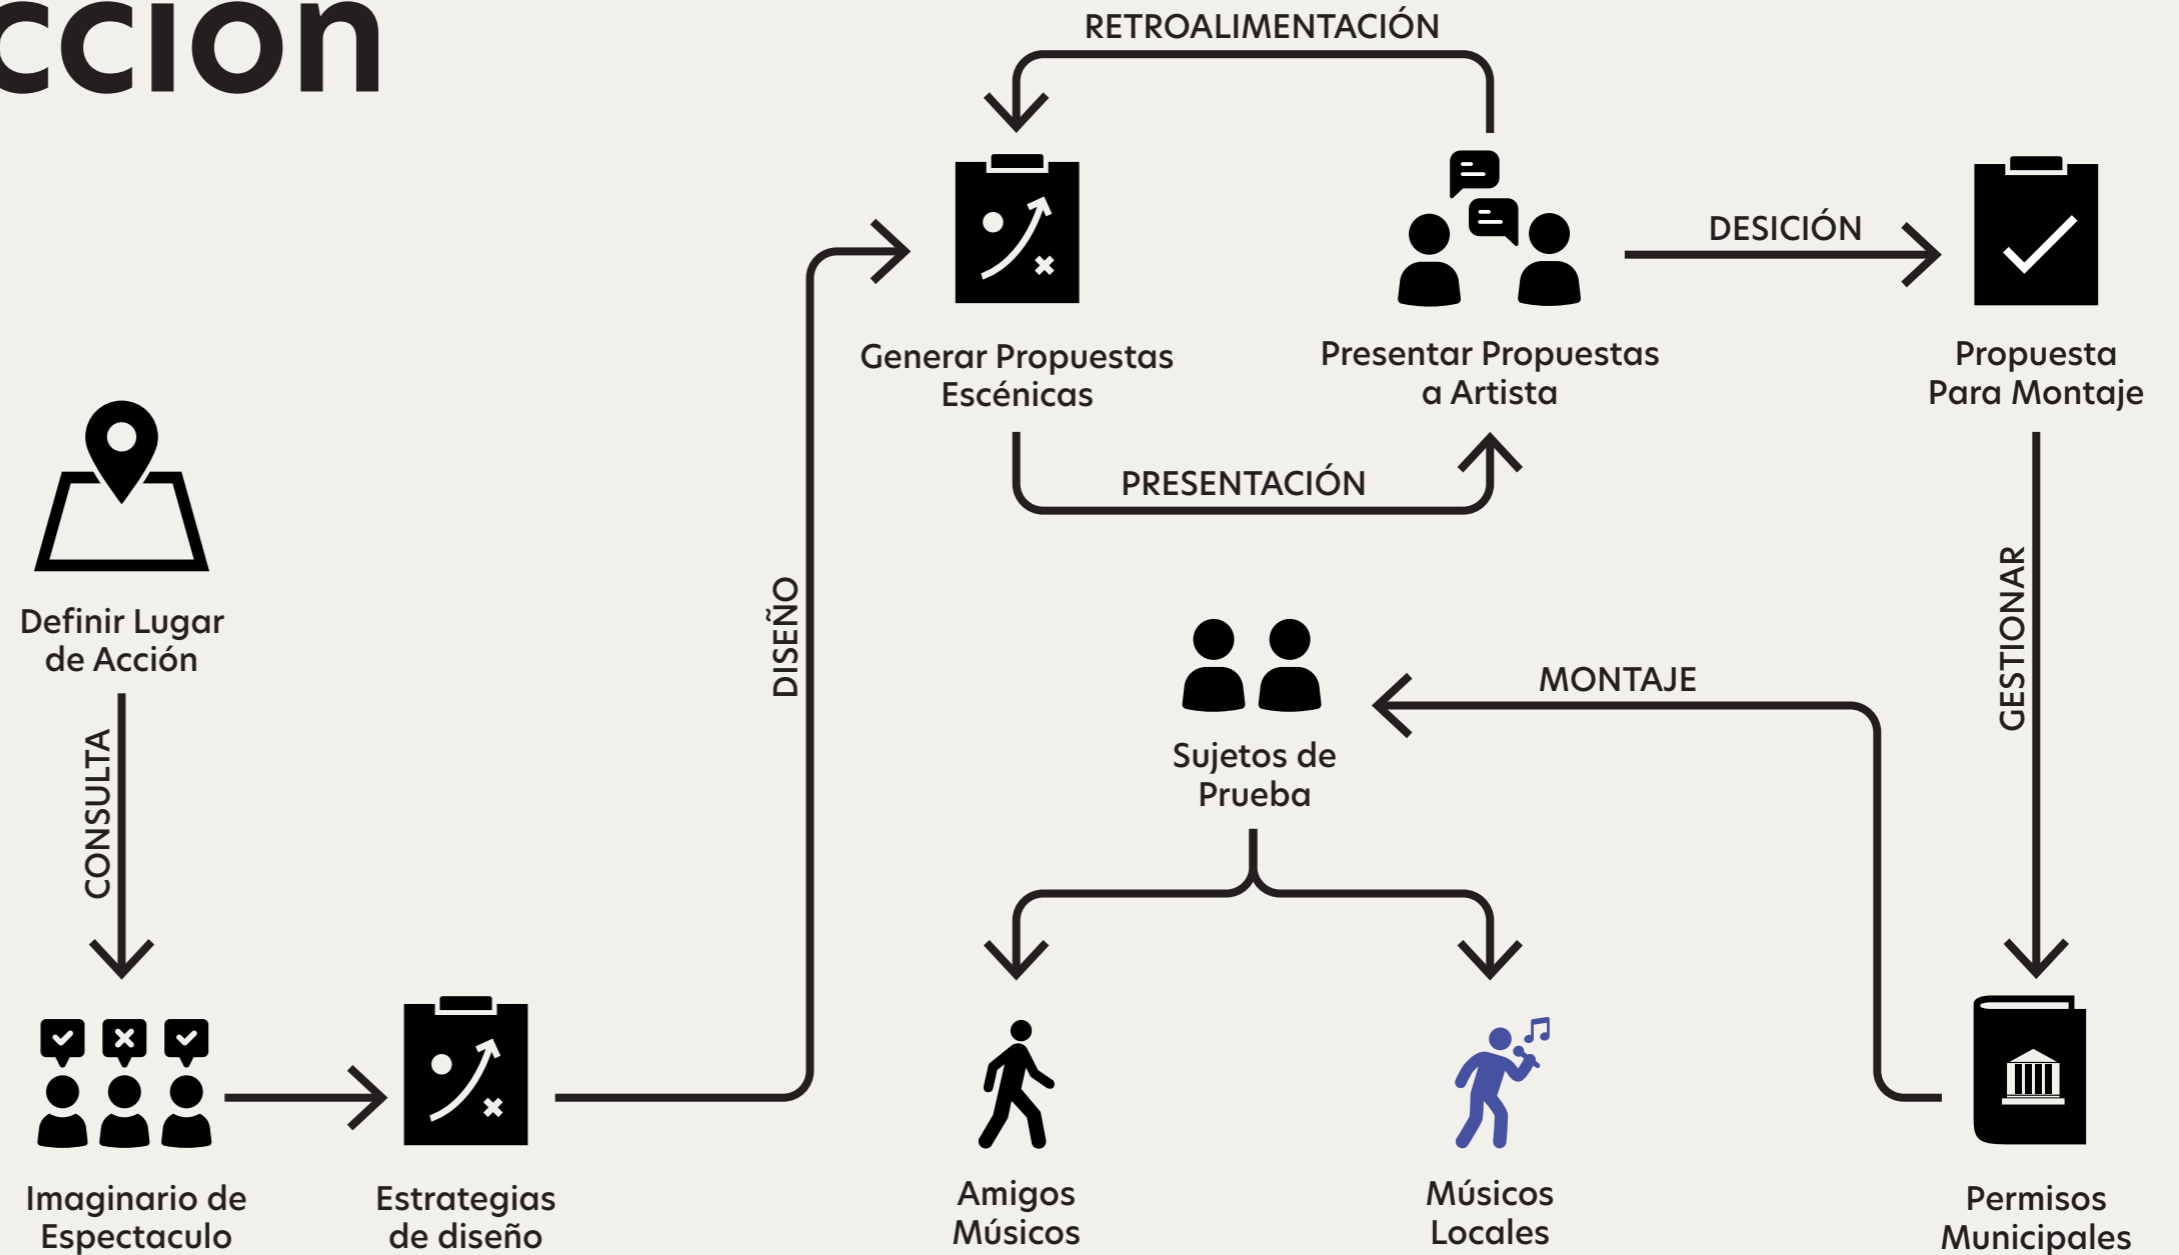 cción
RETROALIMENTACIÓN
Generar Propuestas
Escénicas
Presentar Propuestas
a Artista
DESICIÓN
Propuesta
Para Montaje
PRESENTACIÓN
Definir Lugar
de Acción
CONSULTA
DISEÑO
GESTIONAR
MONTAJE
Sujetos de
Prueba
Imaginario de
Espectaculo
Estrategias
de diseño
Amigos
Músicos
Músicos
Locales
Permisos
Municipales